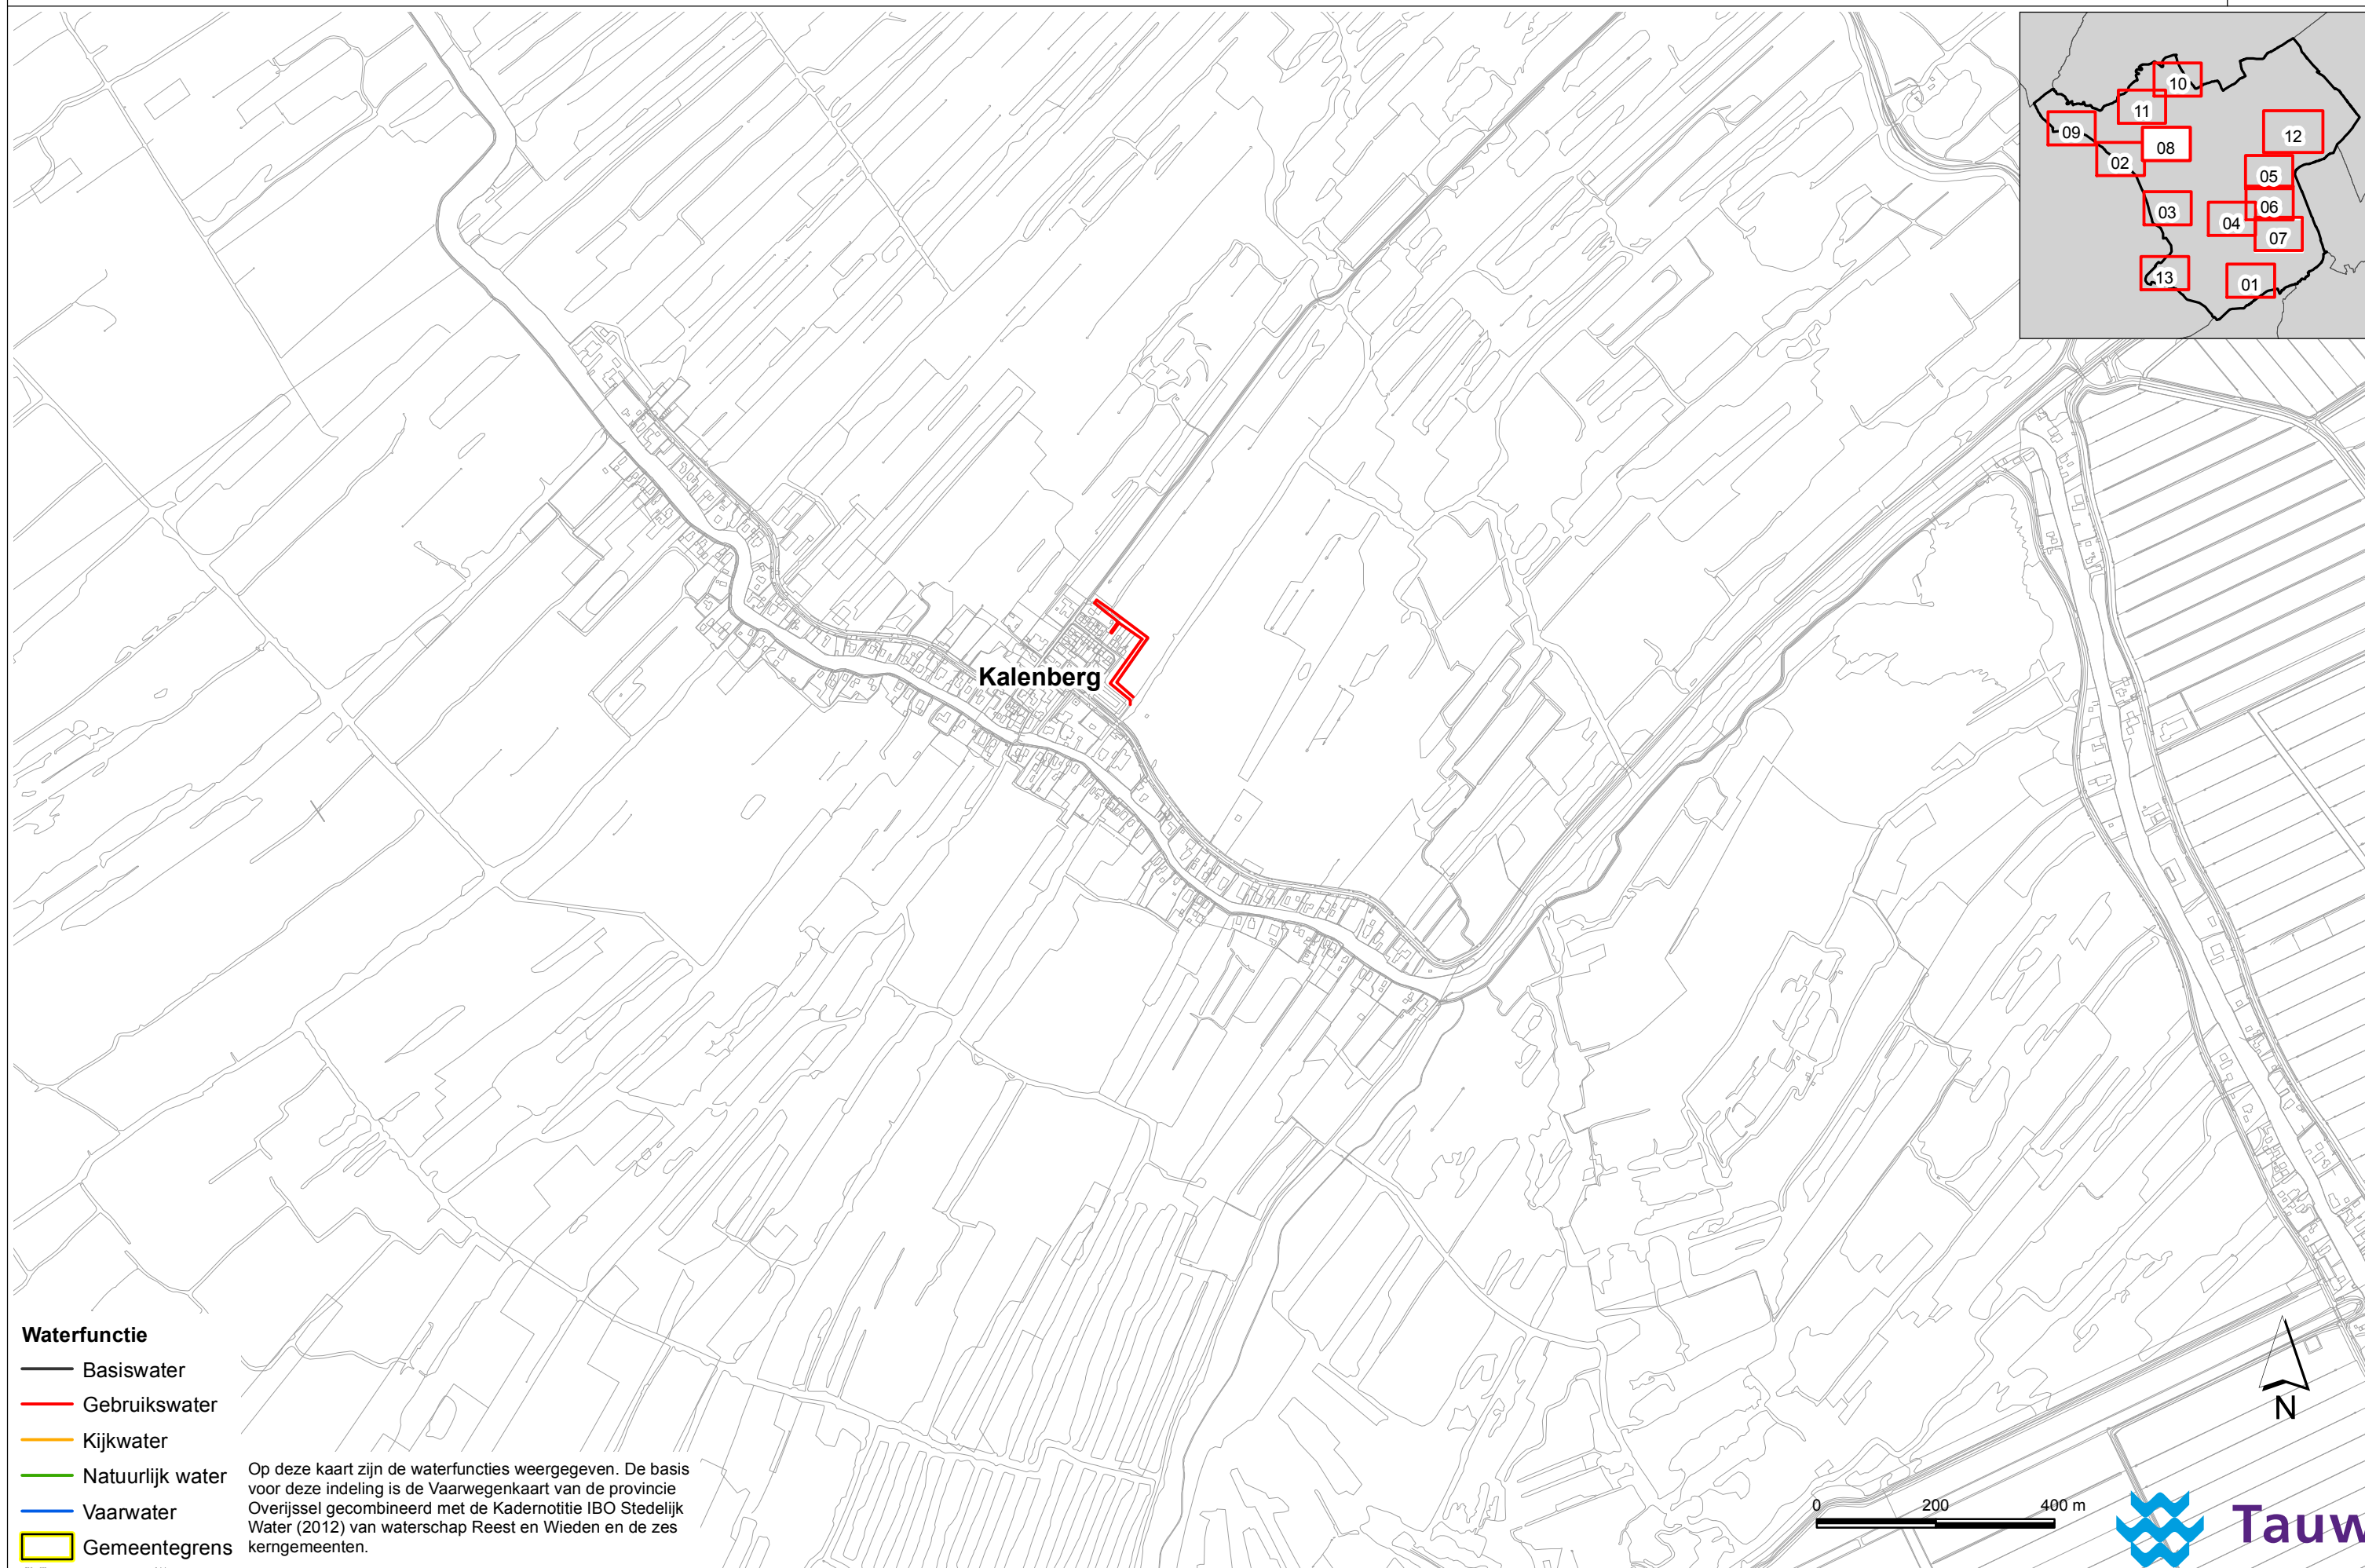 10
11
09
12
08
02
05
03
06
04
07
13
01
Kalenberg
Waterfunctie
Basiswater
Gebruikswater
Kijkwater
Natuurlijk water
Vaarwater
Gemeentegrens
Op deze kaart zijn de waterfuncties weergegeven. De basis
voor deze indeling is de Vaarwegenkaart van de provincie
Overijssel gecombineerd met de Kadernotitie IBO Stedelijk
Water (2012) van waterschap Reest en Wieden en de zes
kerngemeenten.
N
0 200 400 m
Tauw